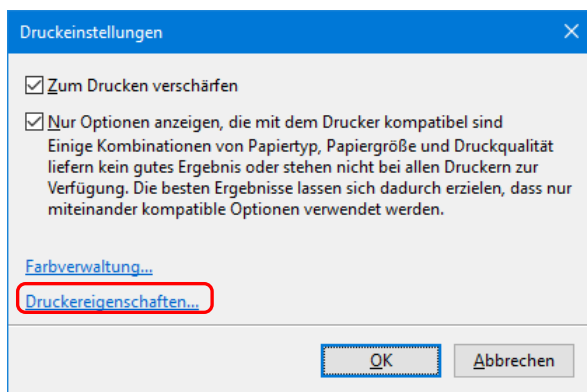 Druckeinstellungen
Zum Drucken verschärfen
Nur Optionen anzeigen, die mit dem Drucker kompatibel sind
Einige Kombinationen von Papiertyp, Papiergröße und Druckqualität
liefern kein gutes Ergebnis oder stehen nicht bei allen Druckern zur
Verfügung. Die besten Ergebnisse lassen sich dadurch erzielen, dass nur
miteinander kompatible Optionen verwendet werden.
Farbverwaltung...
Druckereigenschaften...
OK
Abbrechen